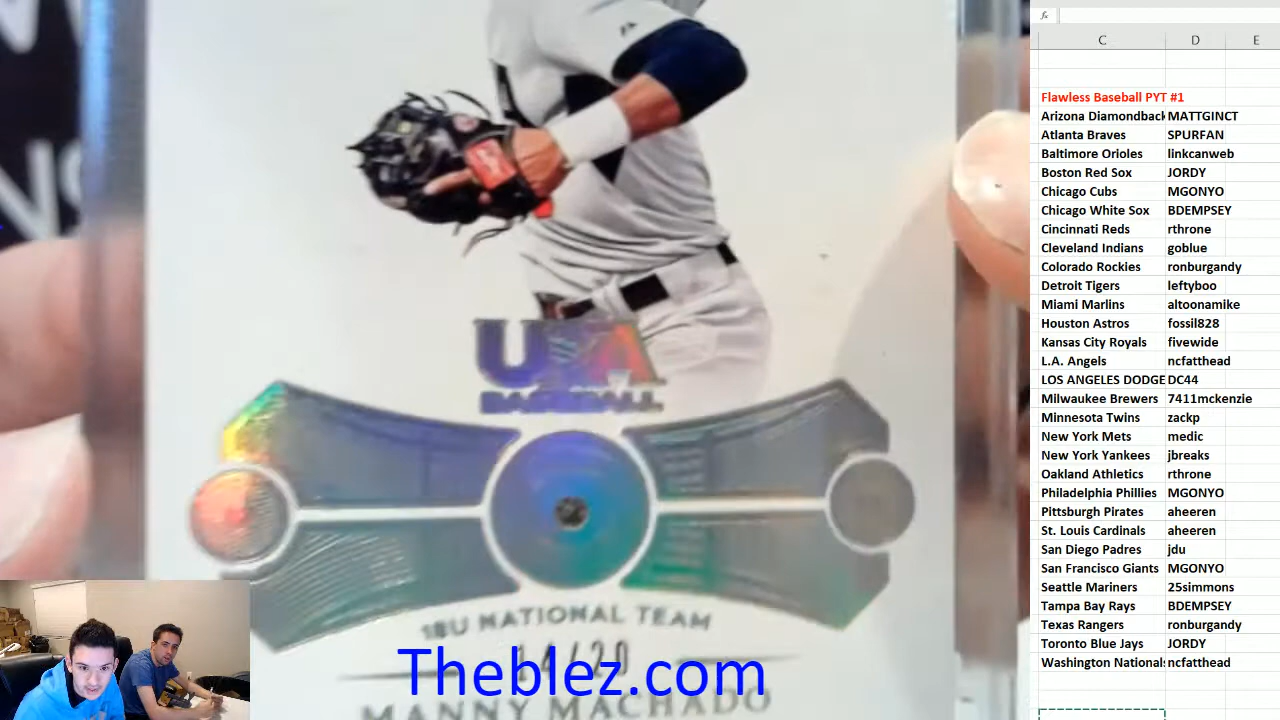 USA
BASEBALL
18U NATIONAL TEAM
/20
Theblez.com
MANNY MACHADO
fx
C D E
Flawless Baseball PYT #1
Arizona Diamondback MATTGINCT
Atlanta Braves SPURFAN
Baltimore Orioles linkcanweb
Boston Red Sox JORDY
Chicago Cubs MGONYO
Chicago White Sox BDEMPSEY
Cincinnati Reds rthrone
Cleveland Indians goblue
Colorado Rockies ronburgandy
Detroit Tigers leftyboo
Miami Marlins altoonamike
Houston Astros fossil828
Kansas City Royals fivewide
L.A. Angels ncfatthead
LOS ANGELES DODGE DC44
Milwaukee Brewers 7411mckenzie
Minnesota Twins zackp
New York Mets medic
New York Yankees jbreaks
Oakland Athletics rthrone
Philadelphia Phillies MGONYO
Pittsburgh Pirates aheeren
St. Louis Cardinals aheeren
San Diego Padres jdu
San Francisco Giants MGONYO
Seattle Mariners 25simmons
Tampa Bay Rays BDEMPSEY
Texas Rangers ronburgandy
Toronto Blue Jays JORDY
Washington Nationals ncfatthead